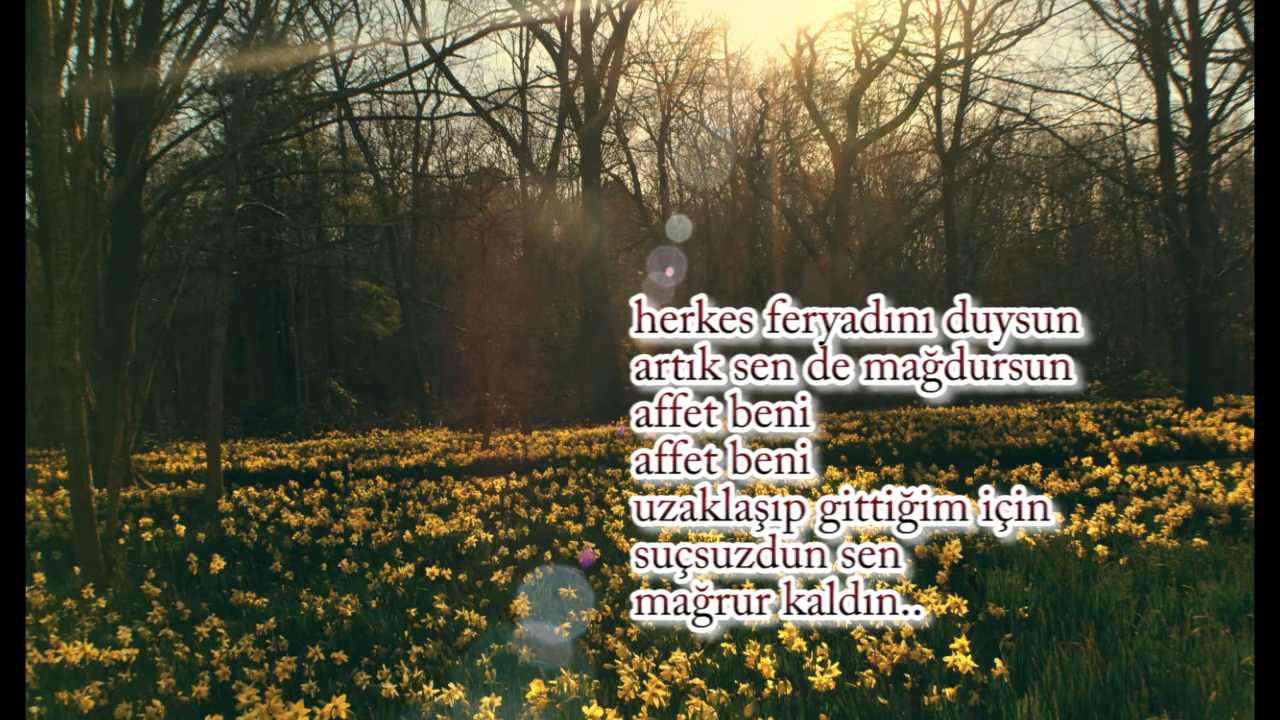 herkes feryadını duysun
artık sen de mağdursun
affet beni
affet beni
uzaklaşıp gittiğim için
suçsuzdun sen
mağrur kaldın..